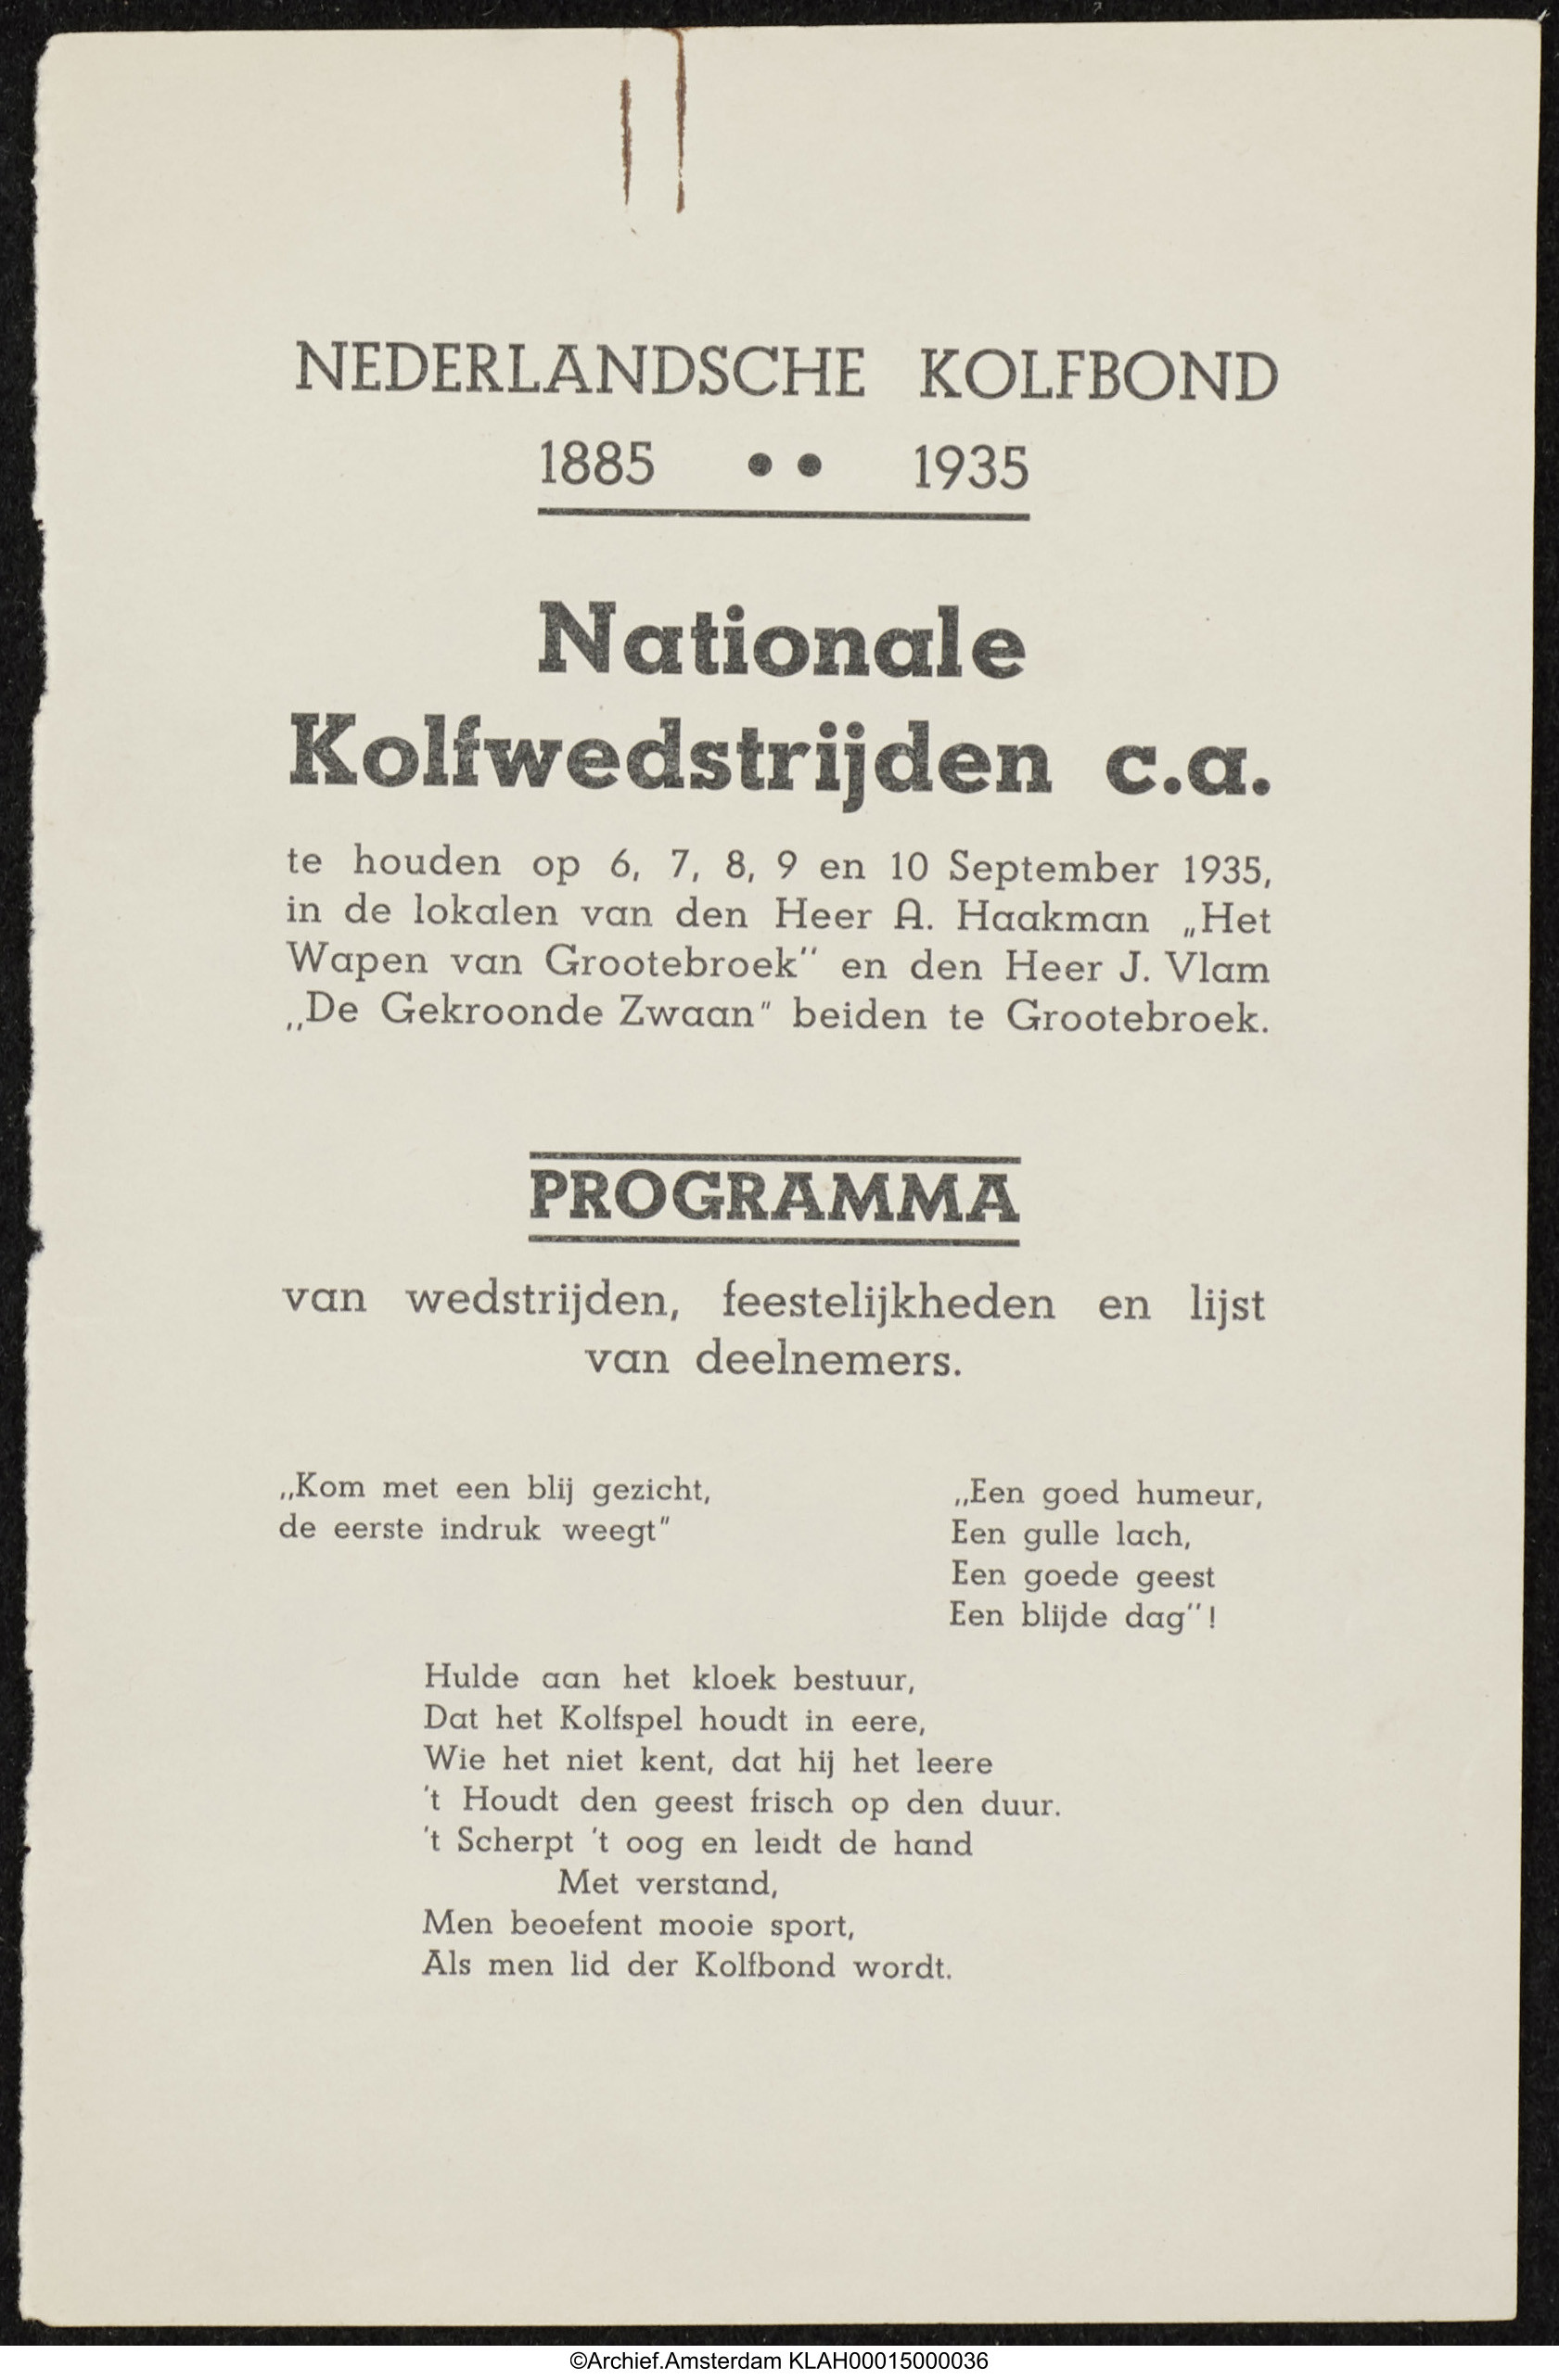 NEDERLANDSCHE KOLFBOND
1885 •• 1935
Nationale
Kolfwedstrijden c.a.
te houden op 6, 7, 8, 9 en 10 September 1935,
in de lokalen van den Heer A. Haakman „Het
Wapen van Grootebroek” en den Heer J. Vlam
„De Gekroonde Zwaan” beiden te Grootebroek.
PROGRAMMA
van wedstrijden, feestelijkheden en lijst
van deelnemers.
„Kom met een blij gezicht,
de eerste indruk weegt”
„Een goed humeur,
Een gulle lach,
Een goede geest
Een blijde dag”!
Hulde aan het kloek bestuur,
Dat het Kolfspel houdt in eere,
Wie het niet kent, dat hij het leere
't Houdt den geest frisch op den duur.
't Scherpt 't oog en leidt de hand
Met verstand,
Men beoefent mooie sport,
Als men lid der Kolfbond wordt.
©Archief.Amsterdam KLAH00015000036